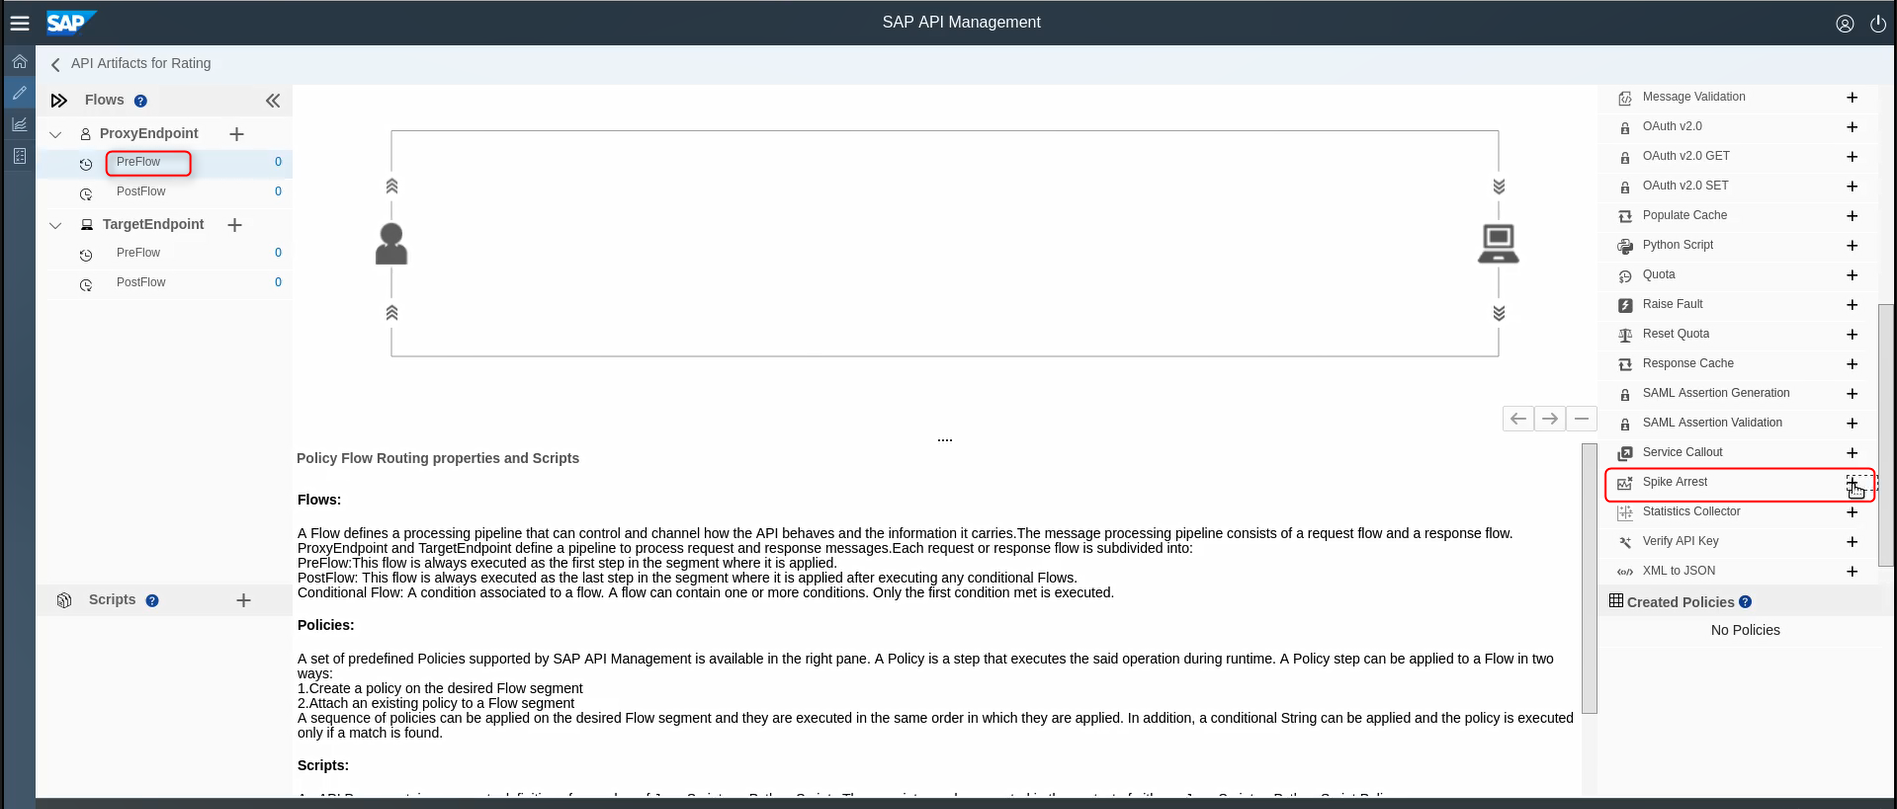 SAP
SAP API Management
API Artifacts for Rating
Flows
ProxyEndpoint
PreFlow 0
PostFlow 0
TargetEndpoint
PreFlow 0
PostFlow 0
Scripts
....
Policy Flow Routing properties and Scripts
Flows:
A Flow defines a processing pipeline that can control and channel how the API behaves and the information it carries.The message processing pipeline consists of a request flow and a response flow.
ProxyEndpoint and TargetEndpoint define a pipeline to process request and response messages.Each request or response flow is subdivided into:
PreFlow:This flow is always executed as the first step in the segment where it is applied.
PostFlow: This flow is always executed as the last step in the segment where it is applied after executing any conditional Flows.
Conditional Flow: A condition associated to a flow. A flow can contain one or more conditions. Only the first condition met is executed.
Policies:
A set of predefined Policies supported by SAP API Management is available in the right pane. A Policy is a step that executes the said operation during runtime. A Policy step can be applied to a Flow in two
ways:
1.Create a policy on the desired Flow segment
2.Attach an existing policy to a Flow segment
A sequence of policies can be applied on the desired Flow segment and they are executed in the same order in which they are applied. In addition, a conditional String can be applied and the policy is executed
only if a match is found.
Scripts:
Message Validation
OAuth v2.0
OAuth v2.0 GET
OAuth v2.0 SET
Populate Cache
Python Script
Quota
Raise Fault
Reset Quota
Response Cache
SAML Assertion Generation
SAML Assertion Validation
Service Callout
Spike Arrest
Statistics Collector
Verify API Key
XML to JSON
Created Policies
No Policies